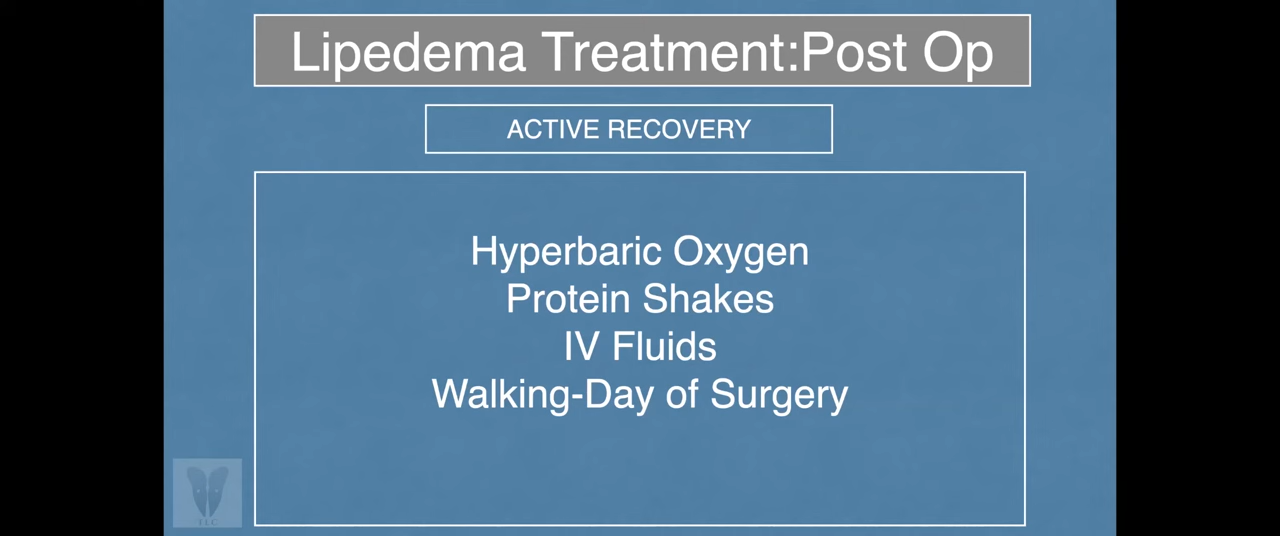 Lipedema Treatment:Post Op
ACTIVE RECOVERY
Hyperbaric Oxygen
Protein Shakes
IV Fluids
Walking-Day of Surgery